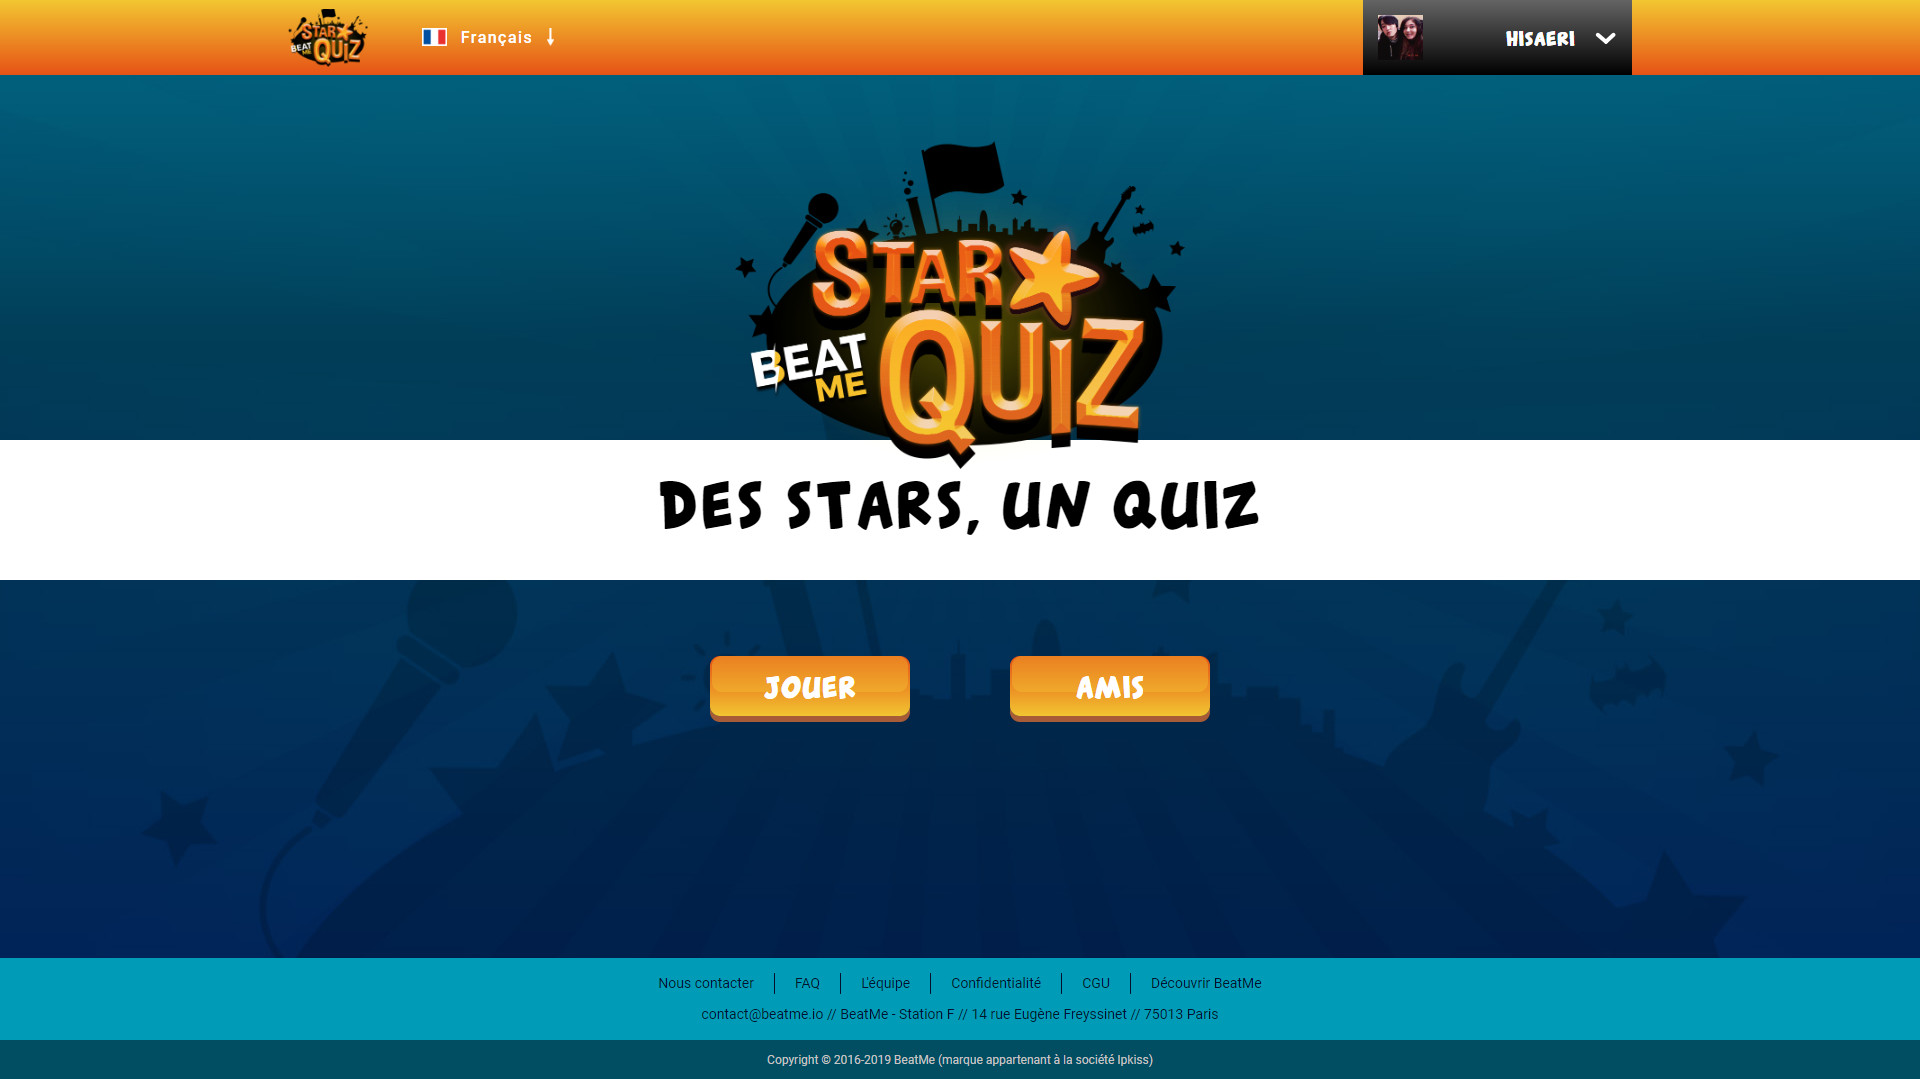 STAR
BEAT ME QUIZ
Français
HISAERI
STAR
BEAT
ME
QUIZ
DES STARS, UN QUIZ
JOUER
AMIS
Nous contacter
FAQ
L'équipe
Confidentialité
CGU
Découvrir BeatMe
contact@beatme.io // BeatMe - Station F // 14 rue Eugène Freyssinet // 75013 Paris
Copyright © 2016-2019 BeatMe (marque appartenant à la société Ipkiss)